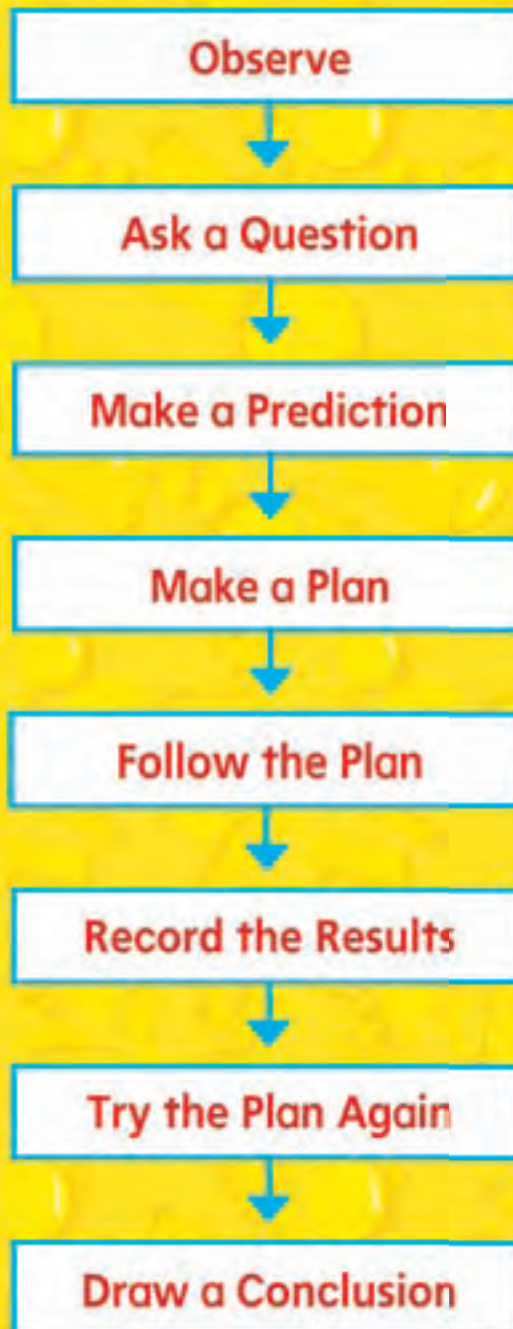 Observe
Ask a Question
Make a Prediction
Make a Plan
Follow the Plan
Record the Results
Try the Plan Again
Draw a Conclusion